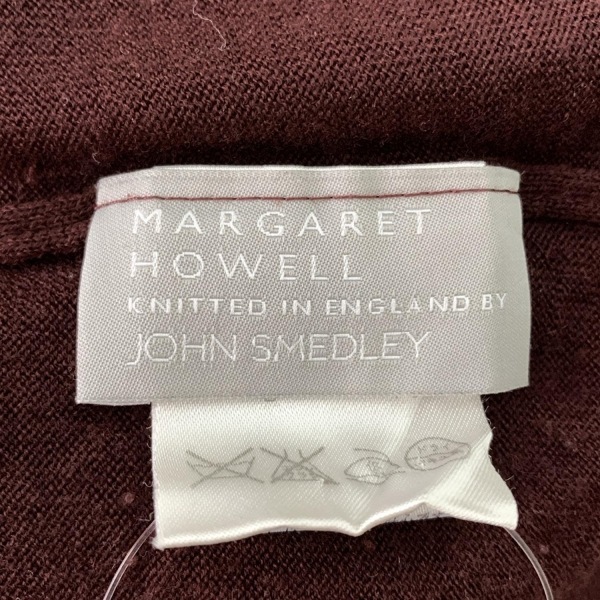 MARGARET
HOWELL
KNITTED IN ENGLAND BY
JOHN SMEDLEY